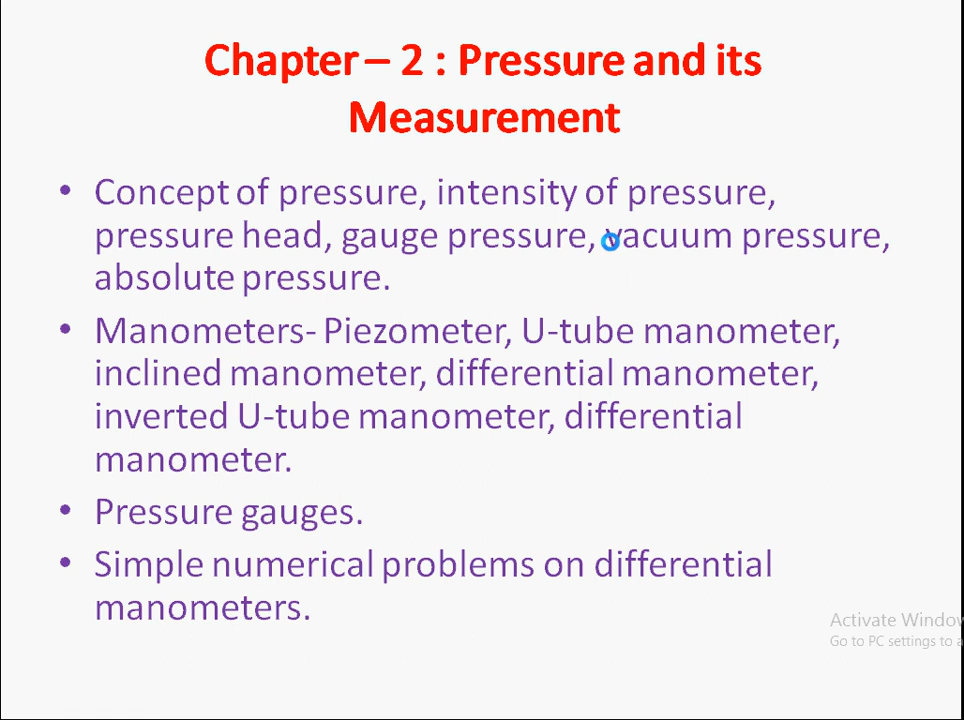 Chapter – 2 : Pressure and its
Measurement
• Concept of pressure, intensity of pressure,
pressure head, gauge pressure, vacuum pressure,
absolute pressure.
• Manometers- Piezometer, U-tube manometer,
inclined manometer, differential manometer,
inverted U-tube manometer, differential
manometer.
• Pressure gauges.
• Simple numerical problems on differential
manometers.
Activate Window
Go to PC settings to a